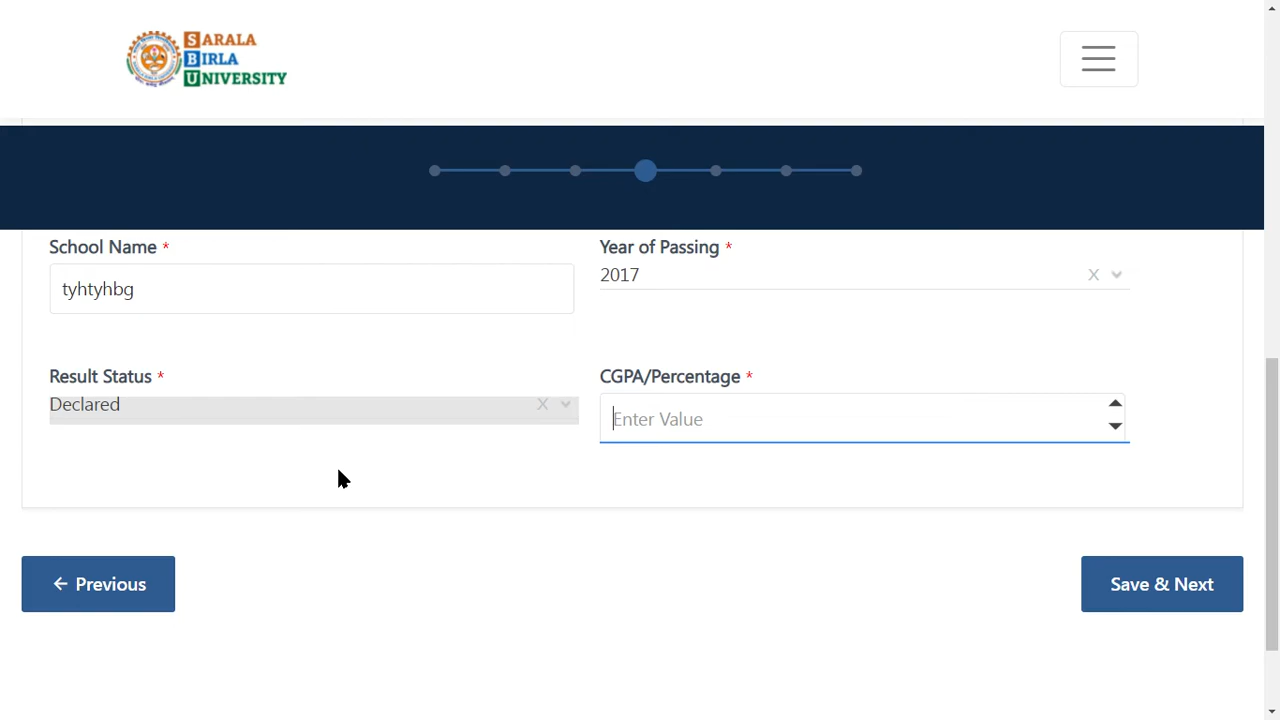 SARALA
BIRLA
UNIVERSITY
School Name *
Year of Passing *
tyhtyhbg
2017
Result Status *
CGPA/Percentage *
Declared
Enter Value
Previous
Save & Next